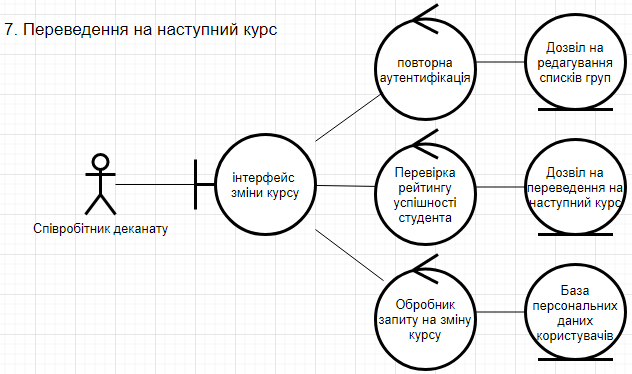 7. Переведення на наступний курс
повторна
аутентифікація
Дозвіл на
редагування
списків груп
інтерфейс
зміни курсу
Перевірка
рейтингу
успішності
студента
Дозвіл на
переведення на
наступний курс
Співробітник деканату
Обробник
запиту на зміну
курсу
База
персональних
даних
користувачів